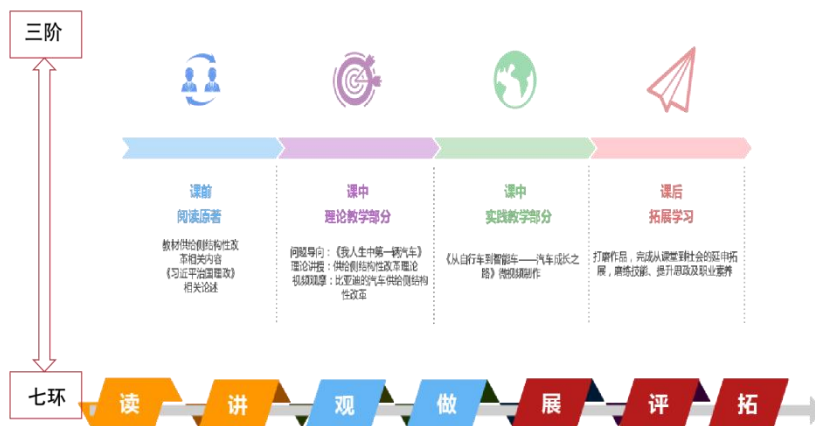 三阶
课前
阅读原著
教材供给侧结构性改
革相关内容
《习近平治国理政》
相关论述
课中
理论教学部分
问题导向：《我人生中第一辆汽车》
理论讲授：供给侧结构性改革理论
视频观摩：比亚迪的汽车供给侧结构
性改革
课中
实践教学部分
《从自行车到智能车——汽车成长之
路》微视频制作
课后
拓展学习
打磨作品，完成从课堂到社会的延申拓
展，磨练技能、提升思政及职业素养
七环
读
讲
观
做
展
评
拓